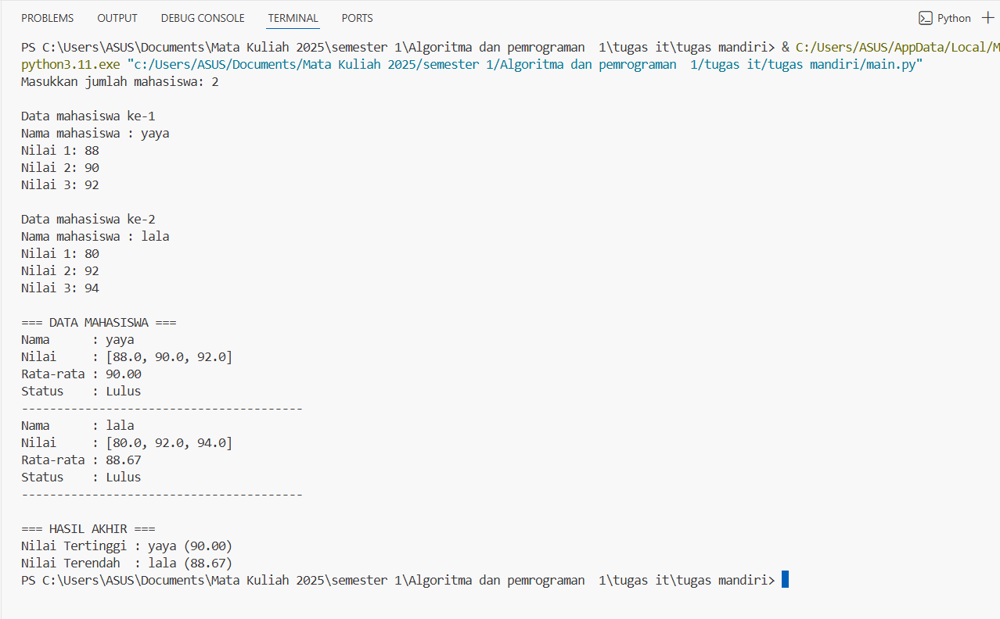 PROBLEMS OUTPUT DEBUG CONSOLE TERMINAL PORTS Python
PS C:\Users\ASUS\Documents\Mata Kuliah 2025\semester 1\Algoritma dan pemrograman  1\tugas it\tugas mandiri> & C:/Users/ASUS/AppData/Local/M
python3.11.exe "c:/Users/ASUS/Documents/Mata Kuliah 2025/semester 1/Algoritma dan pemrograman  1/tugas it/tugas mandiri/main.py"
Masukkan jumlah mahasiswa: 2

Data mahasiswa ke-1
Nama mahasiswa : yaya
Nilai 1: 88
Nilai 2: 90
Nilai 3: 92

Data mahasiswa ke-2
Nama mahasiswa : lala
Nilai 1: 80
Nilai 2: 92
Nilai 3: 94

=== DATA MAHASISWA ===
Nama      : yaya
Nilai     : [88.0, 90.0, 92.0]
Rata-rata : 90.00
Status    : Lulus
----------------------------------------
Nama      : lala
Nilai     : [80.0, 92.0, 94.0]
Rata-rata : 88.67
Status    : Lulus
----------------------------------------

=== HASIL AKHIR ===
Nilai Tertinggi : yaya (90.00)
Nilai Terendah  : lala (88.67)
PS C:\Users\ASUS\Documents\Mata Kuliah 2025\semester 1\Algoritma dan pemrograman  1\tugas it\tugas mandiri>